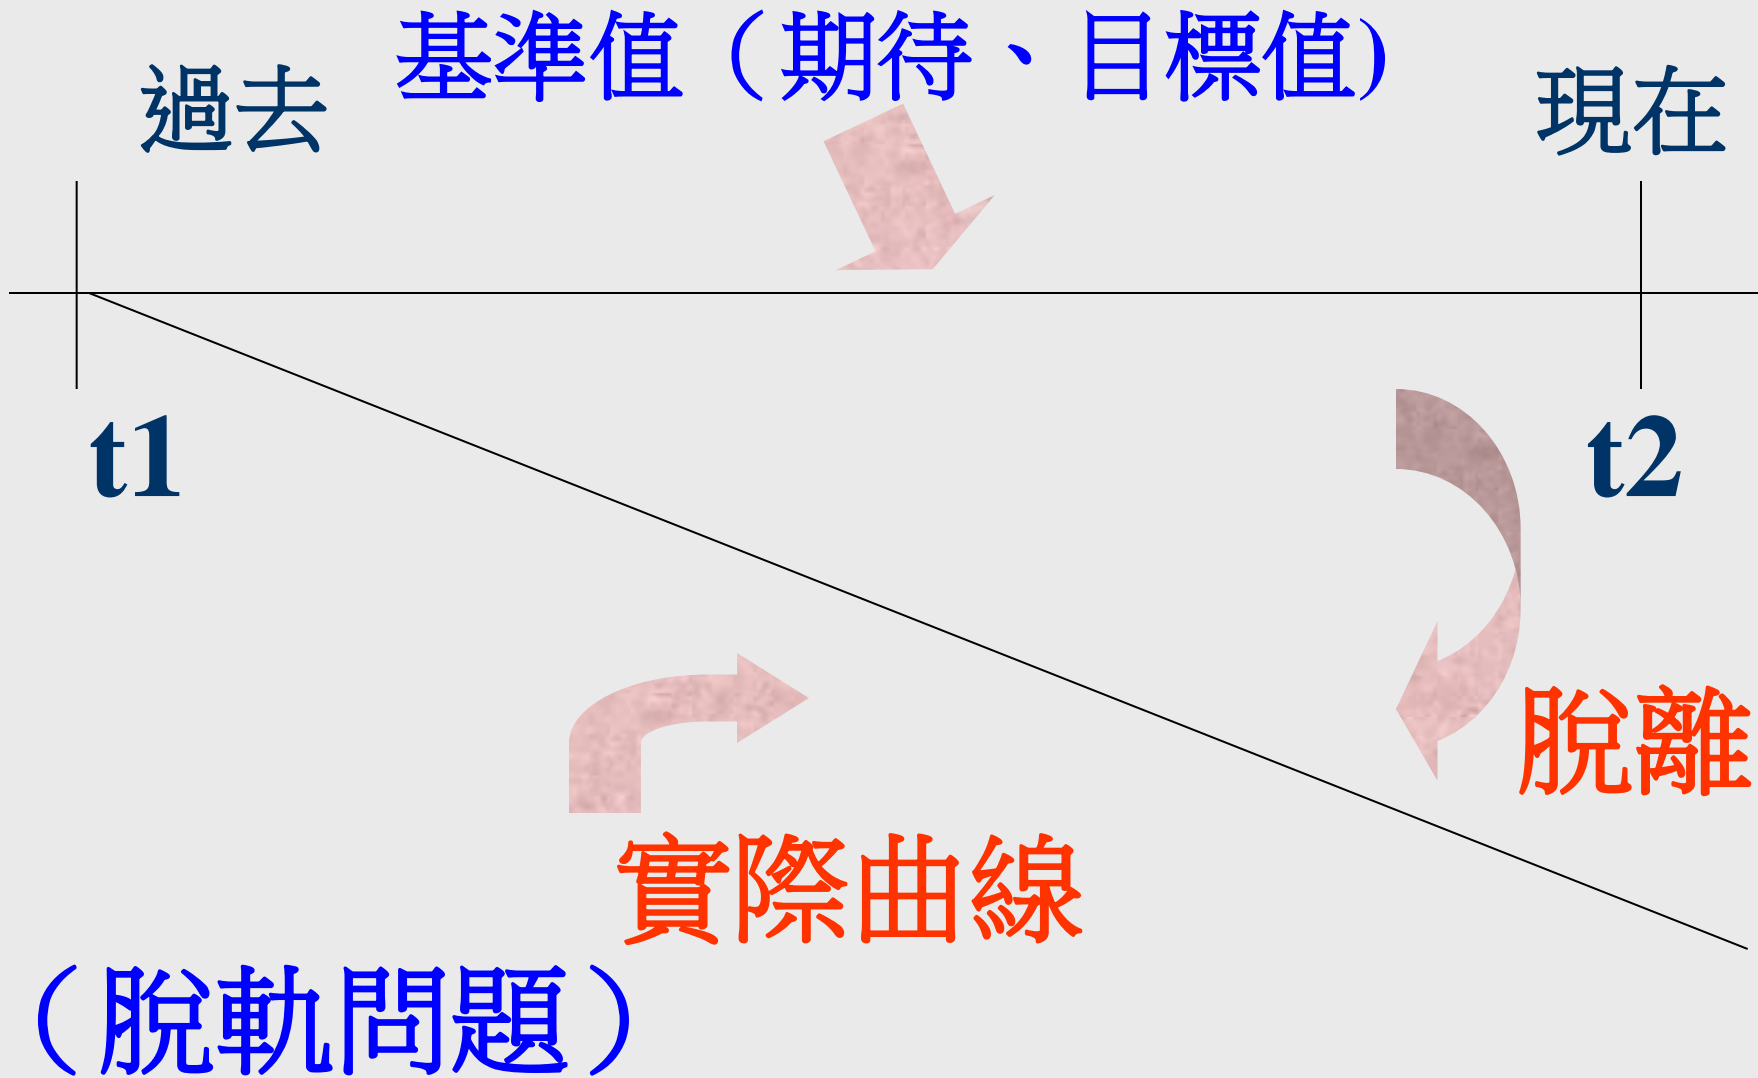 基準值（期待、目標值)
過去
現在
t1
t2
脫離
實際曲線
（脫軌問題）